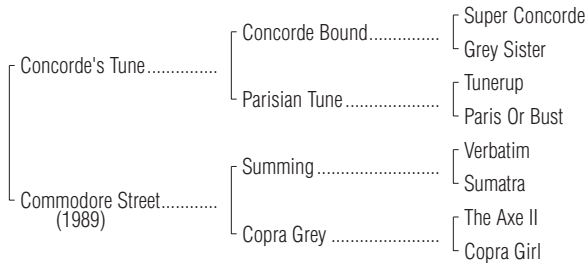 Super Concorde
Concorde Bound...............
Grey Sister
Concorde's Tune..............
Tunerup
Parisian Tune ....................
Paris Or Bust
Verbatim
Summing ..........................
Sumatra
Commodore Street...........
(1989)
The Axe II
Copra Grey .......................
Copra Girl